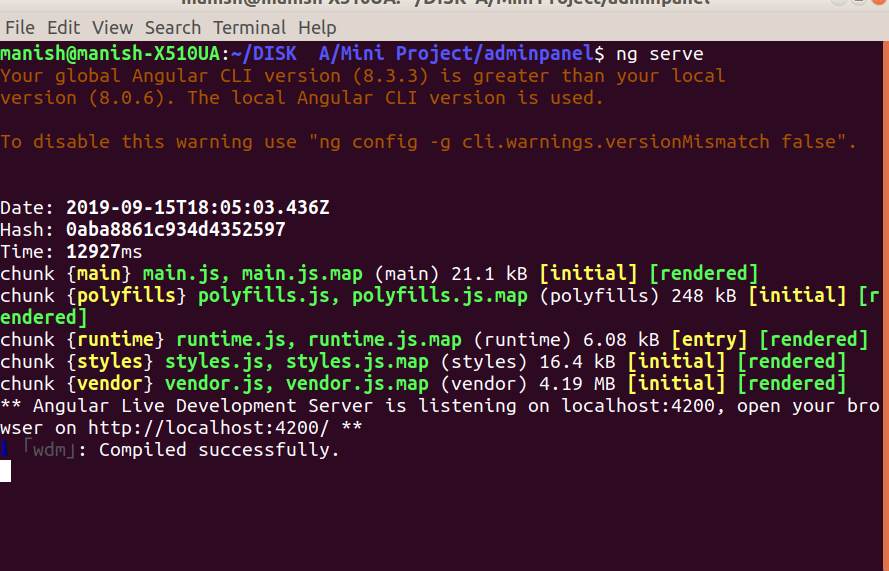 manish@manish-X510UA: ~/DISK A/Mini Project/adminpanel
File Edit View Search Terminal Help
manish@manish-X510UA:~/DISK  A/Mini Project/adminpanel$ ng serve
Your global Angular CLI version (8.3.3) is greater than your local
version (8.0.6). The local Angular CLI version is used.
To disable this warning use "ng config -g cli.warnings.versionMismatch false".
Date: 2019-09-15T18:05:03.436Z
Hash: 0aba8861c934d4352597
Time: 12927ms
chunk {main} main.js, main.js.map (main) 21.1 kB [initial] [rendered]
chunk {polyfills} polyfills.js, polyfills.js.map (polyfills) 248 kB [initial] [r
endered]
chunk {runtime} runtime.js, runtime.js.map (runtime) 6.08 kB [entry] [rendered]
chunk {styles} styles.js, styles.js.map (styles) 16.4 kB [initial] [rendered]
chunk {vendor} vendor.js, vendor.js.map (vendor) 4.19 MB [initial] [rendered]
** Angular Live Development Server is listening on localhost:4200, open your bro
wser on http://localhost:4200/ **
ℹ ｢wdm｣: Compiled successfully.